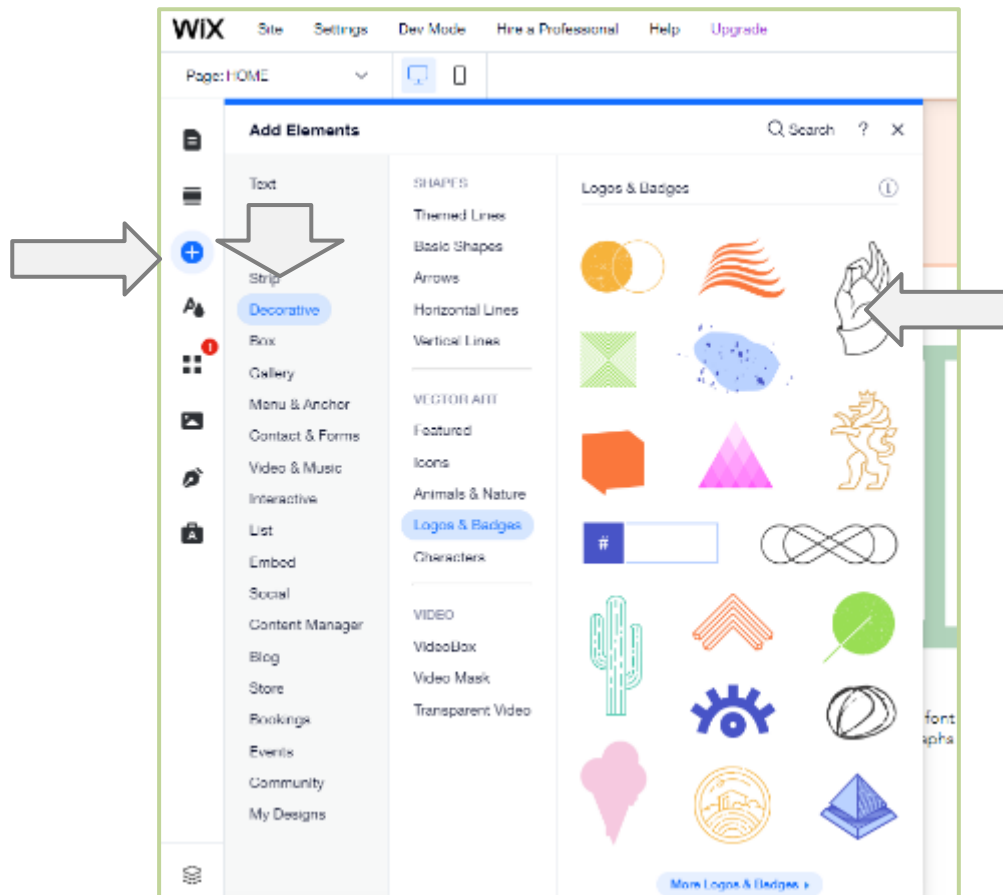 WiX Site Settings Dev Mode Hire a Professional Help Upgrade
Page: HOME
Add Elements
Search ? ×
Text
Strip
Decorative
Box
Gallery
Menu & Anchor
Contact & Forms
Video & Music
Interactive
List
Embed
Social
Content Manager
Blog
Store
Bookings
Events
Community
My Designs
SHAPES
Themed Lines
Basic Shapes
Arrows
Horizontal Lines
Vertical Lines
VECTOR ART
Featured
Icons
Animals & Nature
Logos & Badges
Characters
VIDEO
VideoBox
Video Mask
Transparent Video
Logos & Badges
#
More Logos & Badges
font
aphs
1
A
A